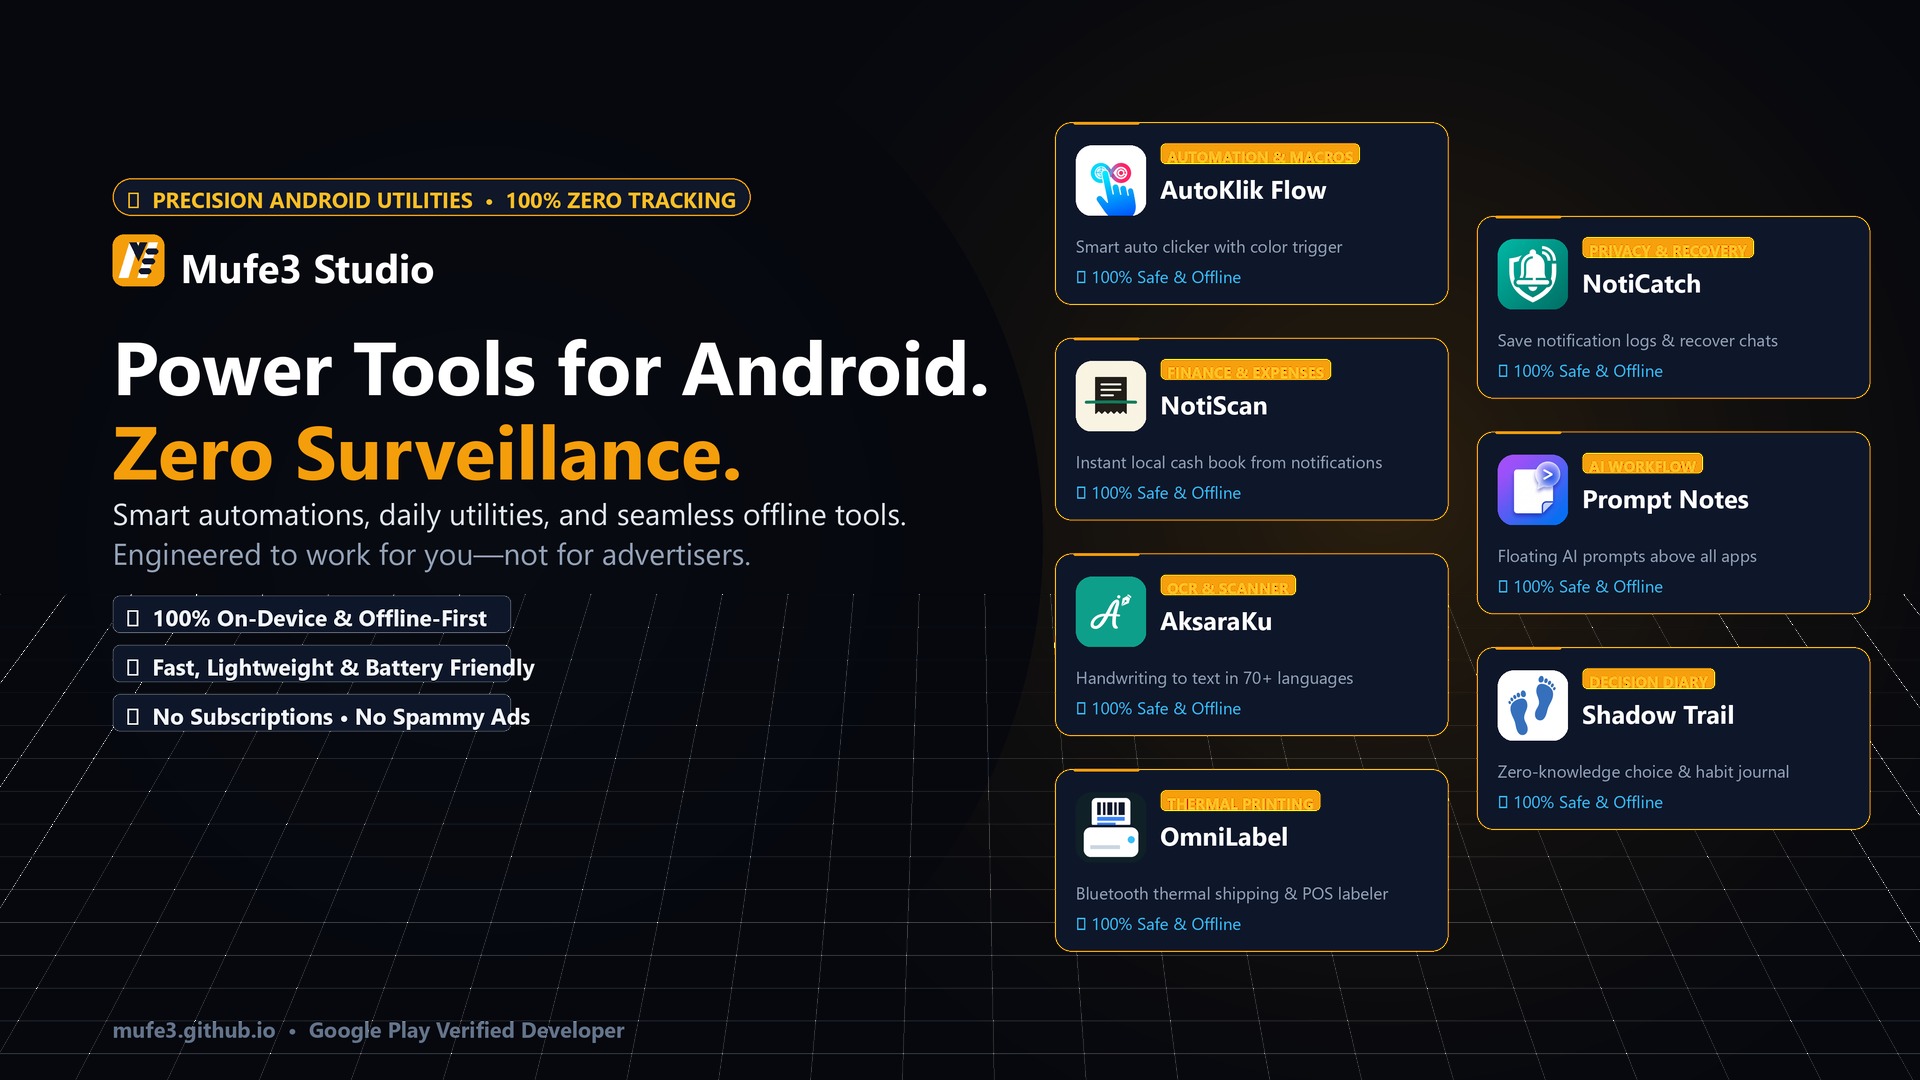 PRECISION ANDROID UTILITIES • 100% ZERO TRACKING
Mufe3 Studio
Power Tools for Android.
Zero Surveillance.
Smart automations, daily utilities, and seamless offline tools.
Engineered to work for you—not for advertisers.
100% On-Device & Offline-First
Fast, Lightweight & Battery Friendly
No Subscriptions • No Spammy Ads
mufe3.github.io • Google Play Verified Developer
AUTOMATION & MACROS
AutoKlik Flow
Smart auto clicker with color trigger
100% Safe & Offline
FINANCE & EXPENSES
NotiScan
Instant local cash book from notifications
100% Safe & Offline
OCR & SCANNER
AksaraKu
Handwriting to text in 70+ languages
100% Safe & Offline
THERMAL PRINTING
OmniLabel
Bluetooth thermal shipping & POS labeler
100% Safe & Offline
PRIVACY & RECOVERY
NotiCatch
Save notification logs & recover chats
100% Safe & Offline
AI WORKFLOW
Prompt Notes
Floating AI prompts above all apps
100% Safe & Offline
DECISION DIARY
Shadow Trail
Zero-knowledge choice & habit journal
100% Safe & Offline